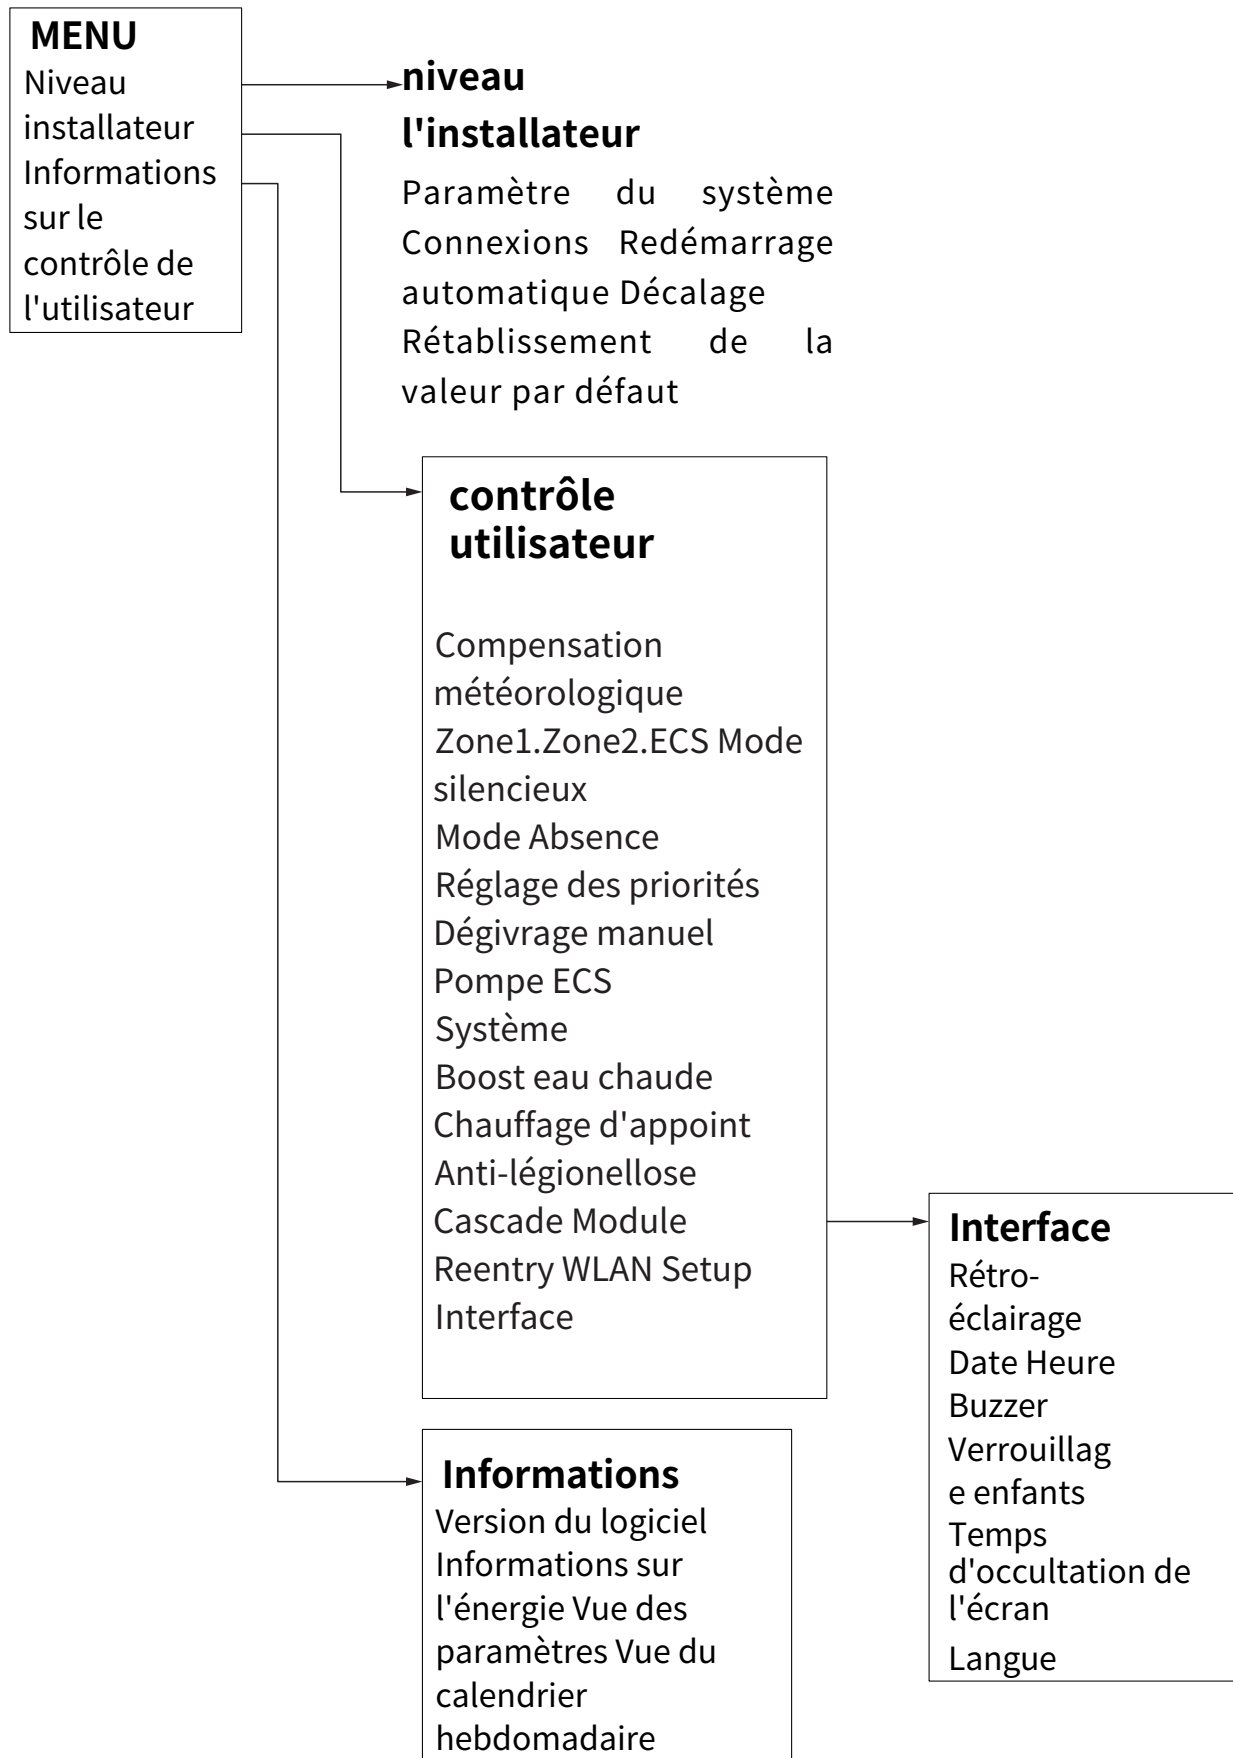 MENU
Niveau
installateur
Informations
sur le
contrôle de
l'utilisateur
niveau
l'installateur
Paramètre du système
Connexions Redémarrage
automatique Décalage
Rétablissement de la
valeur par défaut
contrôle
utilisateur
Compensation
météorologique
Zone1.Zone2.ECS Mode
silencieux
Mode Absence
Réglage des priorités
Dégivrage manuel
Pompe ECS
Système
Boost eau chaude
Chauffage d'appoint
Anti-légionellose
Cascade Module
Reentry WLAN Setup
Interface
Interface
Rétro-
éclairage
Date Heure
Buzzer
Verrouillag
e enfants
Temps
d'occultation de
l'écran
Langue
Informations
Version du logiciel
Informations sur
l'énergie Vue des
paramètres Vue du
calendrier
hebdomadaire